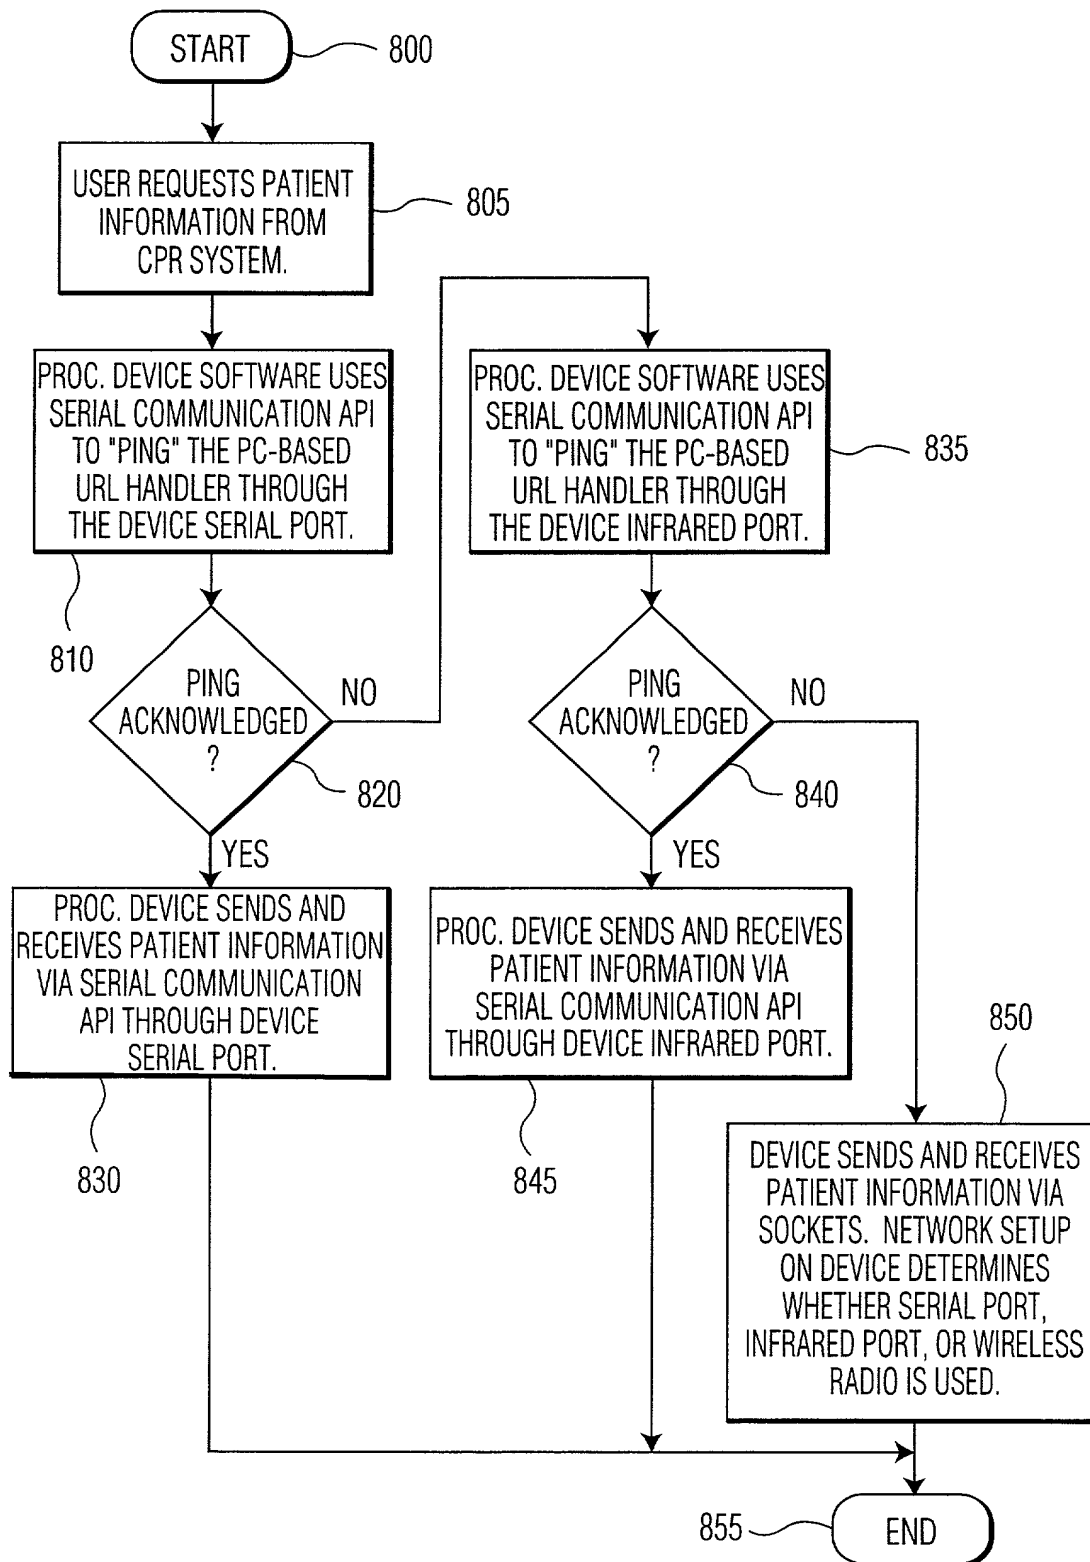 START
800
USER REQUESTS PATIENT
INFORMATION FROM
CPR SYSTEM.
805
PROC. DEVICE SOFTWARE USES
SERIAL COMMUNICATION API
TO "PING" THE PC-BASED
URL HANDLER THROUGH
THE DEVICE SERIAL PORT.
810
PROC. DEVICE SOFTWARE USES
SERIAL COMMUNICATION API
TO "PING" THE PC-BASED
URL HANDLER THROUGH
THE DEVICE INFRARED PORT.
835
PING
ACKNOWLEDGED
?
NO
820
YES
PING
ACKNOWLEDGED
?
NO
840
YES
PROC. DEVICE SENDS AND
RECEIVES PATIENT INFORMATION
VIA SERIAL COMMUNICATION
API THROUGH DEVICE
SERIAL PORT.
830
PROC. DEVICE SENDS AND RECEIVES
PATIENT INFORMATION VIA
SERIAL COMMUNICATION API
THROUGH DEVICE INFRARED PORT.
845
850
DEVICE SENDS AND RECEIVES
PATIENT INFORMATION VIA
SOCKETS. NETWORK SETUP
ON DEVICE DETERMINES
WHETHER SERIAL PORT,
INFRARED PORT, OR WIRELESS
RADIO IS USED.
855
END